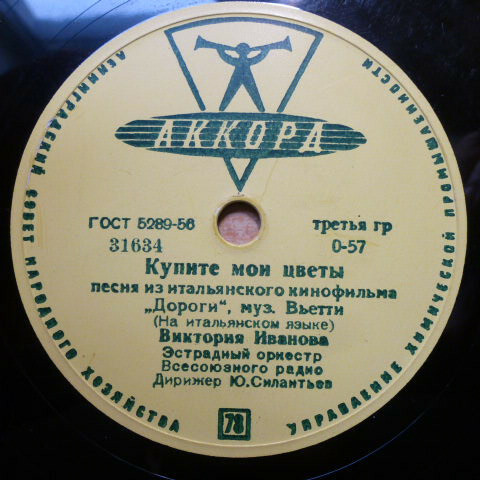 ЛЕНИНГРАДСКИЙ СОВЕТ НАРОДНОГО ХОЗЯЙСТВА
УПРАВЛЕНИЕ ХИМИЧЕСКОЙ ПРОМЫШЛЕННОСТИ
АККОРД
ГОСТ 5289-56 третья гр
31634 0-57
Купите мои цветы
песня из итальянского кинофильма
„Дороги“, муз. Вьетти
(На итальянском языке)
Виктория Иванова
Эстрадный оркестр
Всесоюзного радио
Дирижер Ю.Силантьев
78